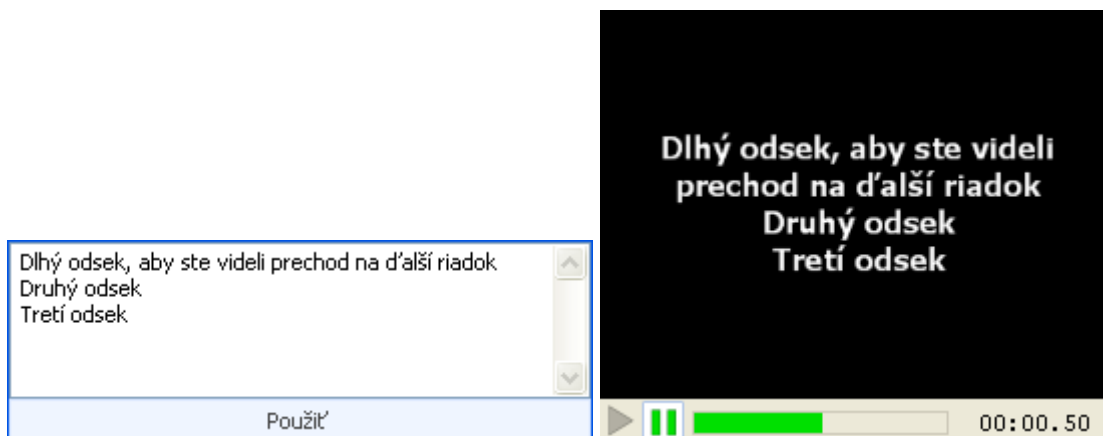 Dlhý odsek, aby ste videli prechod na ďalší riadok
Druhý odsek
Tretí odsek
Použiť
Dlhý odsek, aby ste videli
prechod na ďalší riadok
Druhý odsek
Tretí odsek
00:00.50